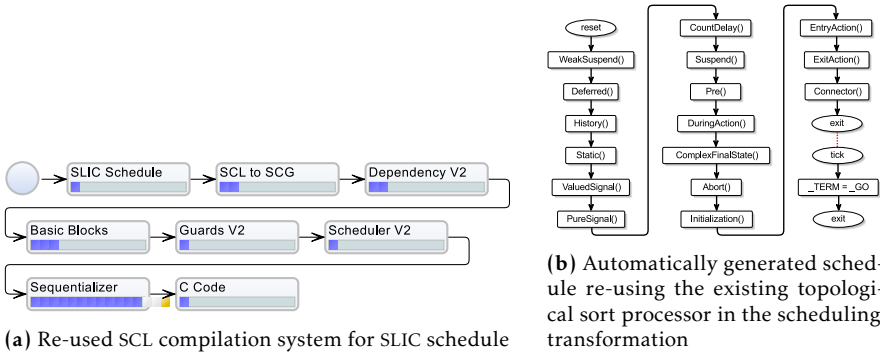 SLIC Schedule
SCL to SCG
Dependency V2
Basic Blocks
Guards V2
Scheduler V2
Sequentializer
C Code
(a) Re-used SCL compilation system for SLIC schedule
reset
WeakSuspend()
Deferred()
History()
Static()
ValuedSignal()
PureSignal()
CountDelay()
Suspend()
Pre()
DuringAction()
ComplexFinalState()
Abort()
Initialization()
EntryAction()
ExitAction()
Connector()
exit
tick
_TERM = _GO
exit
(b) Automatically generated sched-
ule re-using the existing topologi-
cal sort processor in the scheduling
transformation